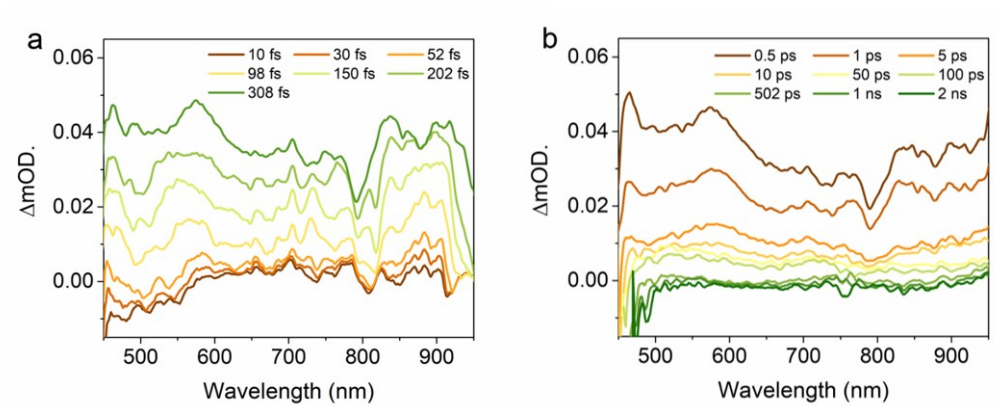 a
10 fs 30 fs 52 fs
98 fs 150 fs 202 fs
308 fs
0.06
0.04
0.02
0.00
ΔmOD.
500 600 700 800 900
Wavelength (nm)
b
0.5 ps 1 ps 5 ps
10 ps 50 ps 100 ps
502 ps 1 ns 2 ns
0.06
0.04
0.02
0.00
ΔmOD.
500 600 700 800 900
Wavelength (nm)